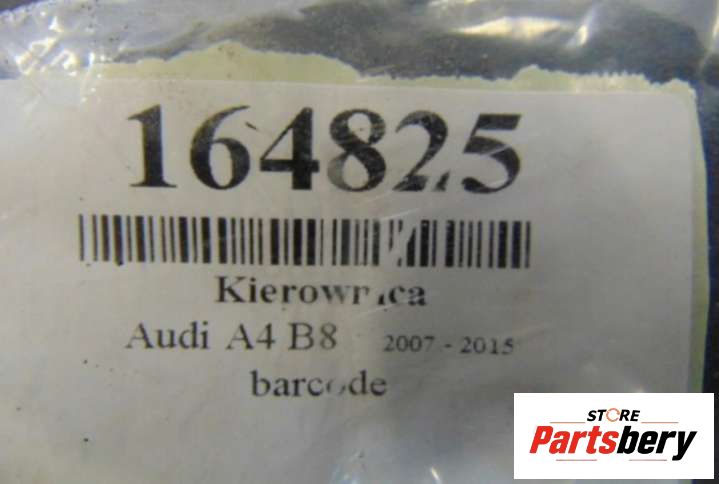 164825
Kierownica
Audi A4 B8 2007 - 2015
barcode
STORE
Partsbery